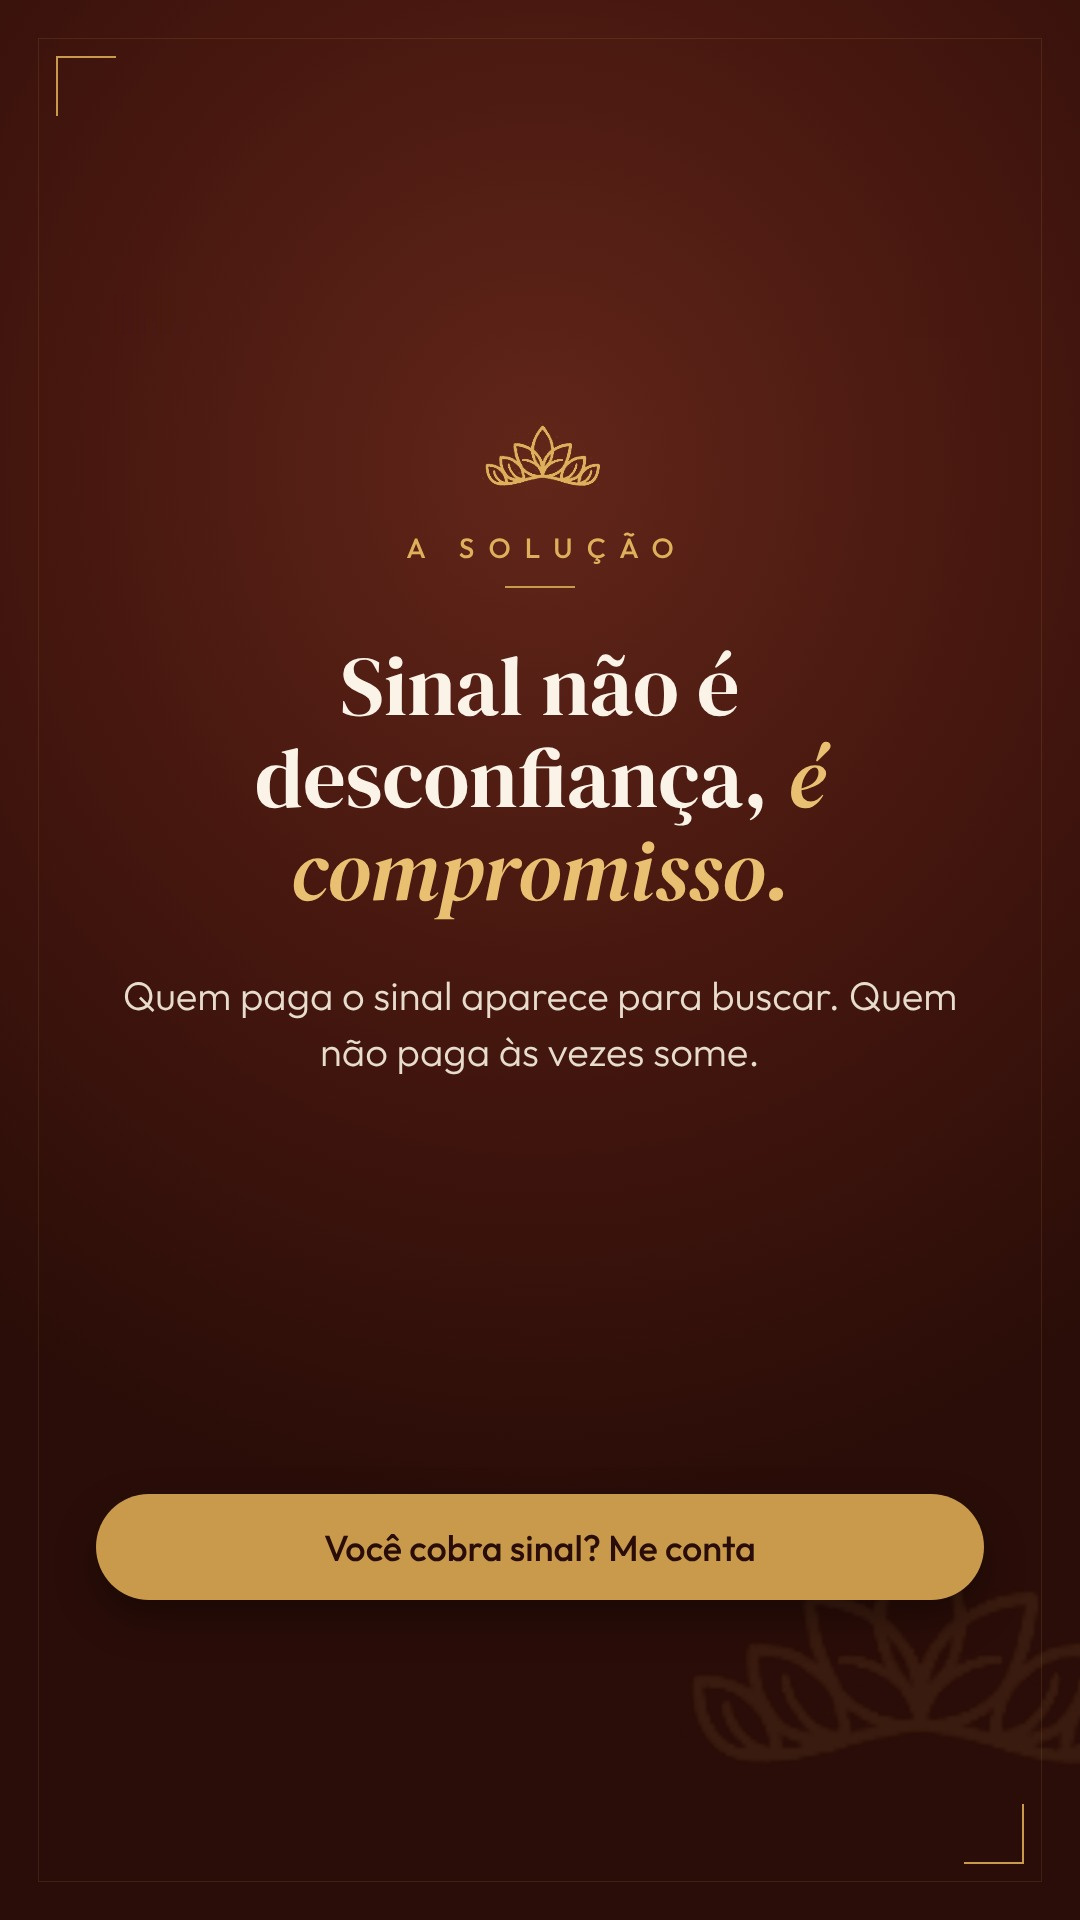 A SOLUÇÃO
Sinal não é
desconfiança, é
compromisso.
Quem paga o sinal aparece para buscar. Quem
não paga às vezes some.
Você cobra sinal? Me conta